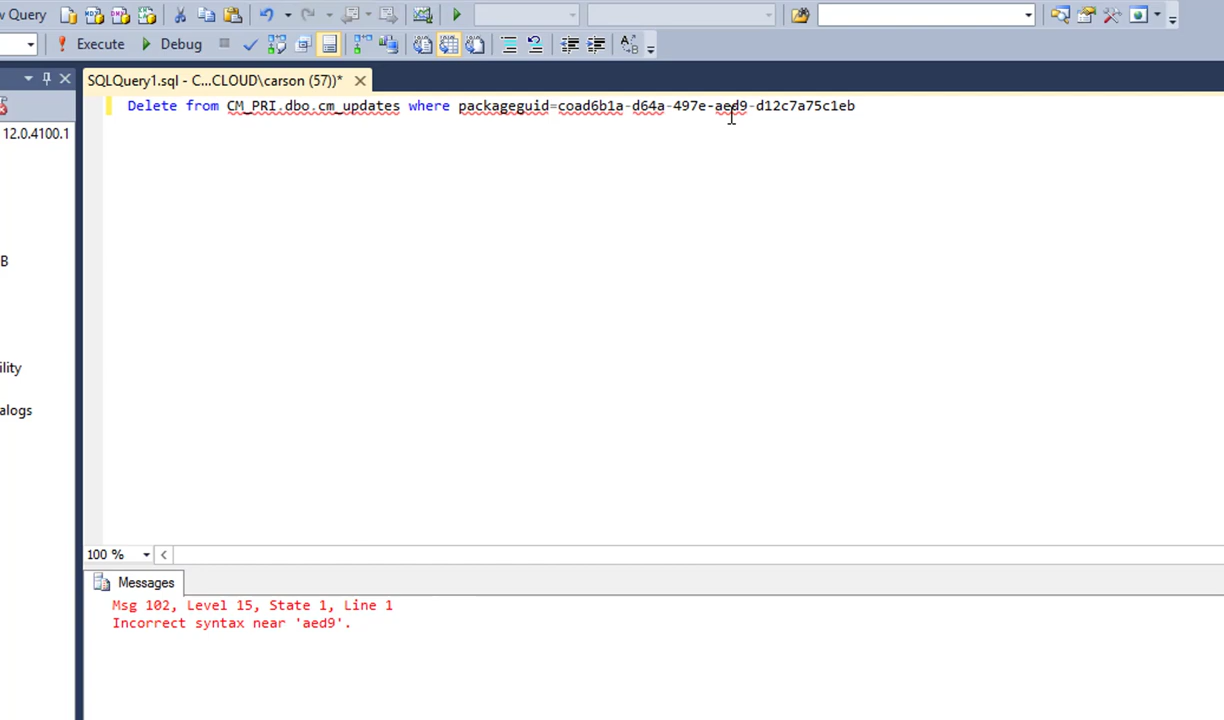 w Query
Execute Debug
SQLQuery1.sql - C...CLOUD\carson (57))*
Delete from CM_PRI.dbo.cm_updates where packageguid=coad6b1a-d64a-497e-aed9-d12c7a75c1eb
12.0.4100.1
B
ility
alogs
100 %
Messages
Msg 102, Level 15, State 1, Line 1
Incorrect syntax near 'aed9'.